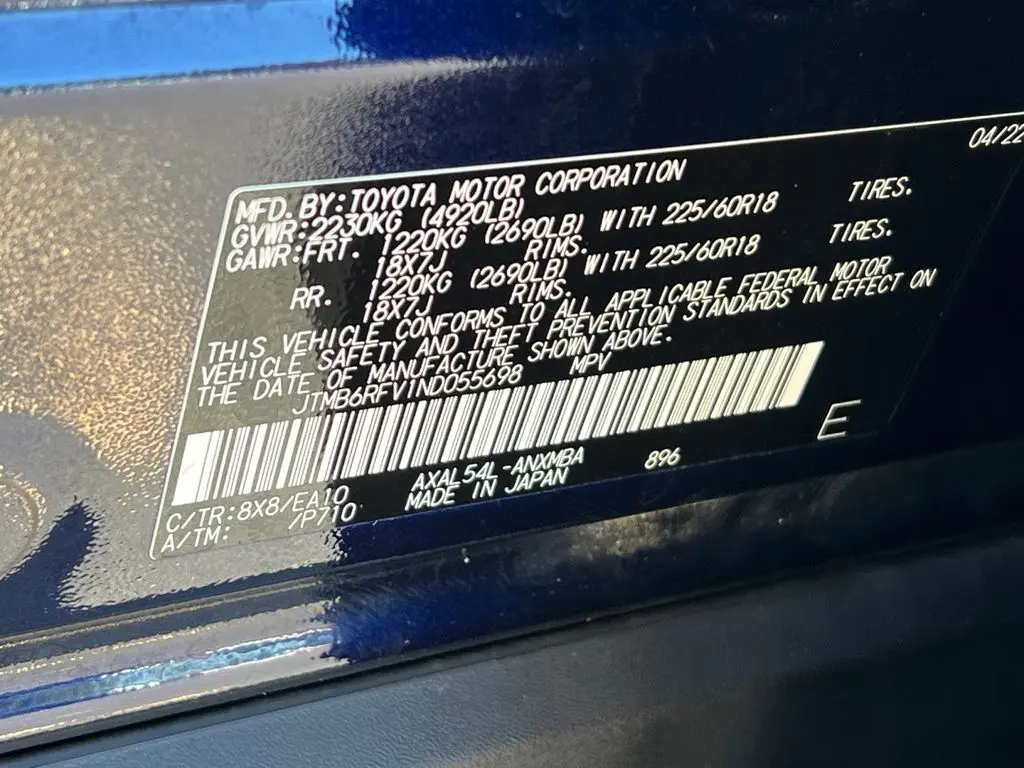 04/22
MFD. BY: TOYOTA MOTOR CORPORATION
GVWR: 2230KG (4920LB)
GAWR: FRT. 1220KG (2690LB) WITH 225/60R18 TIRES.
18X7J RIMS.
RR. 1220KG (2690LB) WITH 225/60R18 TIRES.
18X7J RIMS.
THIS VEHICLE CONFORMS TO ALL APPLICABLE FEDERAL MOTOR
VEHICLE SAFETY AND THEFT PREVENTION STANDARDS IN EFFECT ON
THE DATE OF MANUFACTURE SHOWN ABOVE.
JTMB6RFV1ND055698 MPV
E
C/TR: 8X8/EA10 AXAL54L-ANXMBA 896
A/TM: /P710 MADE IN JAPAN